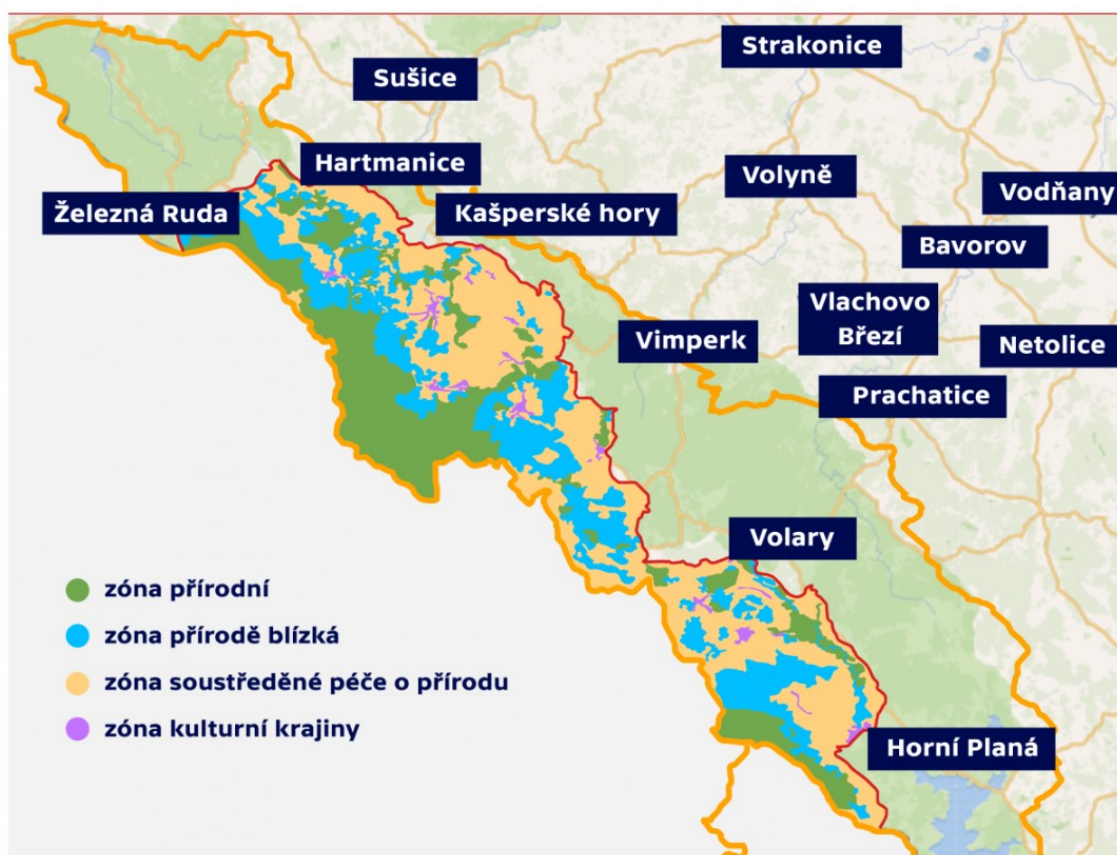 Strakonice
Sušice
Hartmanice
Volyně
Vodňany
Železná Ruda
Kašperské hory
Bavorov
Vlachovo
Březí
Vimperk
Netolice
Prachatice
Volary
zóna přírodní
zóna přírodě blízká
zóna soustředěné péče o přírodu
zóna kulturní krajiny
Horní Planá